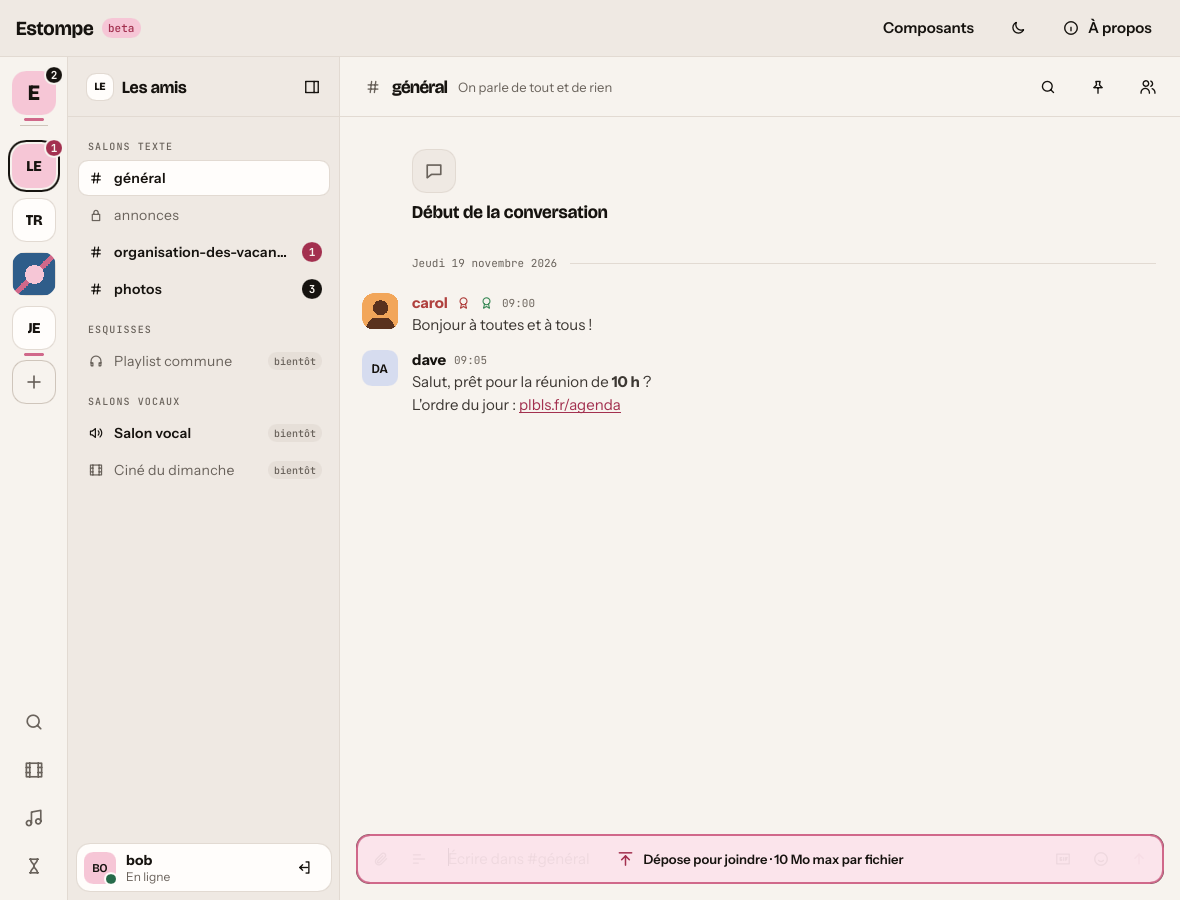 Estompe beta
Composants
À propos
E 2
LE 1
TR
JE
LE Les amis
SALONS TEXTE
# général
annonces
# organisation-des-vacan... 1
# photos 3
ESQUISSES
Playlist commune bientôt
SALONS VOCAUX
Salon vocal bientôt
Ciné du dimanche bientôt
BO bob
En ligne
# général On parle de tout et de rien
Début de la conversation
Jeudi 19 novembre 2026
carol 09:00
Bonjour à toutes et à tous !
DA dave 09:05
Salut, prêt pour la réunion de 10 h ?
L'ordre du jour : plbls.fr/agenda
Écrire dans #général
Dépose pour joindre · 10 Mo max par fichier